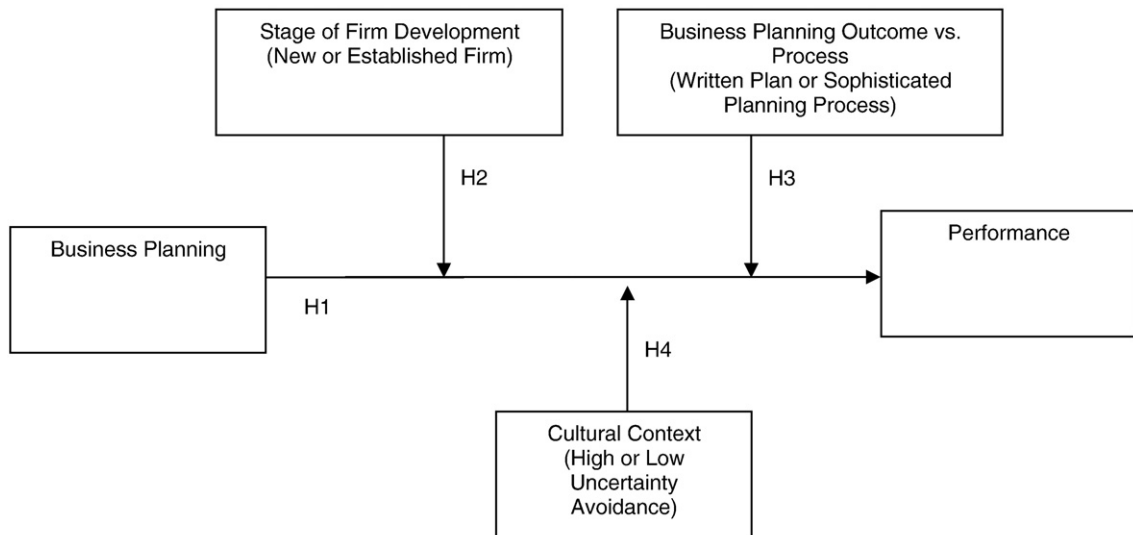 Stage of Firm Development
(New or Established Firm)
Business Planning Outcome vs.
Process
(Written Plan or Sophisticated
Planning Process)
H2
H3
Business Planning
Performance
H1
H4
Cultural Context
(High or Low
Uncertainty
Avoidance)